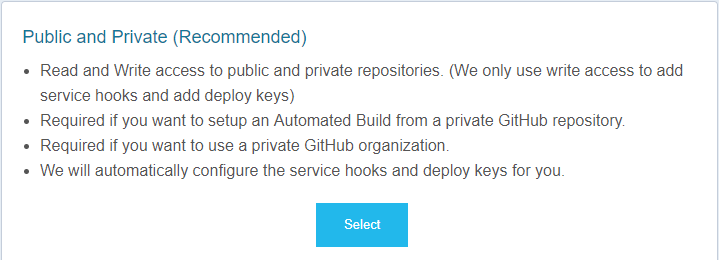 Public and Private (Recommended)
• Read and Write access to public and private repositories. (We only use write access to add
service hooks and add deploy keys)
• Required if you want to setup an Automated Build from a private GitHub repository.
• Required if you want to use a private GitHub organization.
• We will automatically configure the service hooks and deploy keys for you.
Select